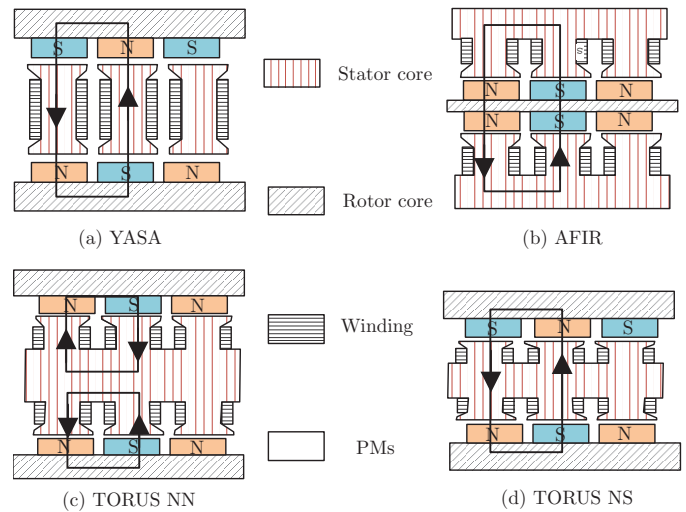 S N S
N S N
(a) YASA
Stator core
Rotor core
N S N
N S N
(b) AFIR
N S N
N S N
(c) TORUS NN
Winding
PMs
S N S
N S N
(d) TORUS NS